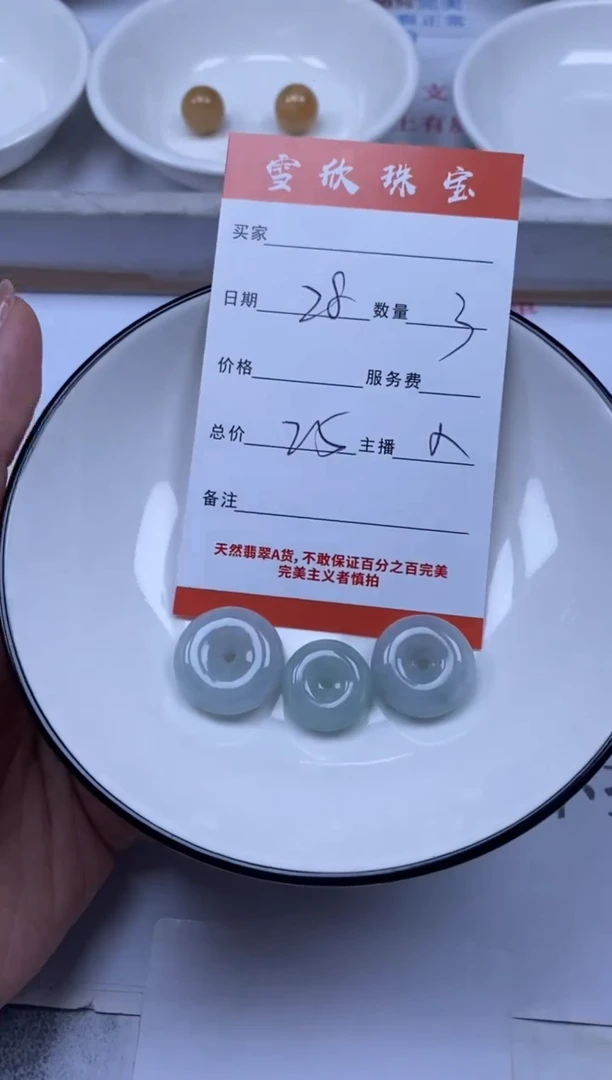 雪欣珠宝
买家
日期 28 数量 3
价格 服务费
总价 215 主播
备注
天然翡翠A货,不敢保证百分之百完美
完美主义者慎拍